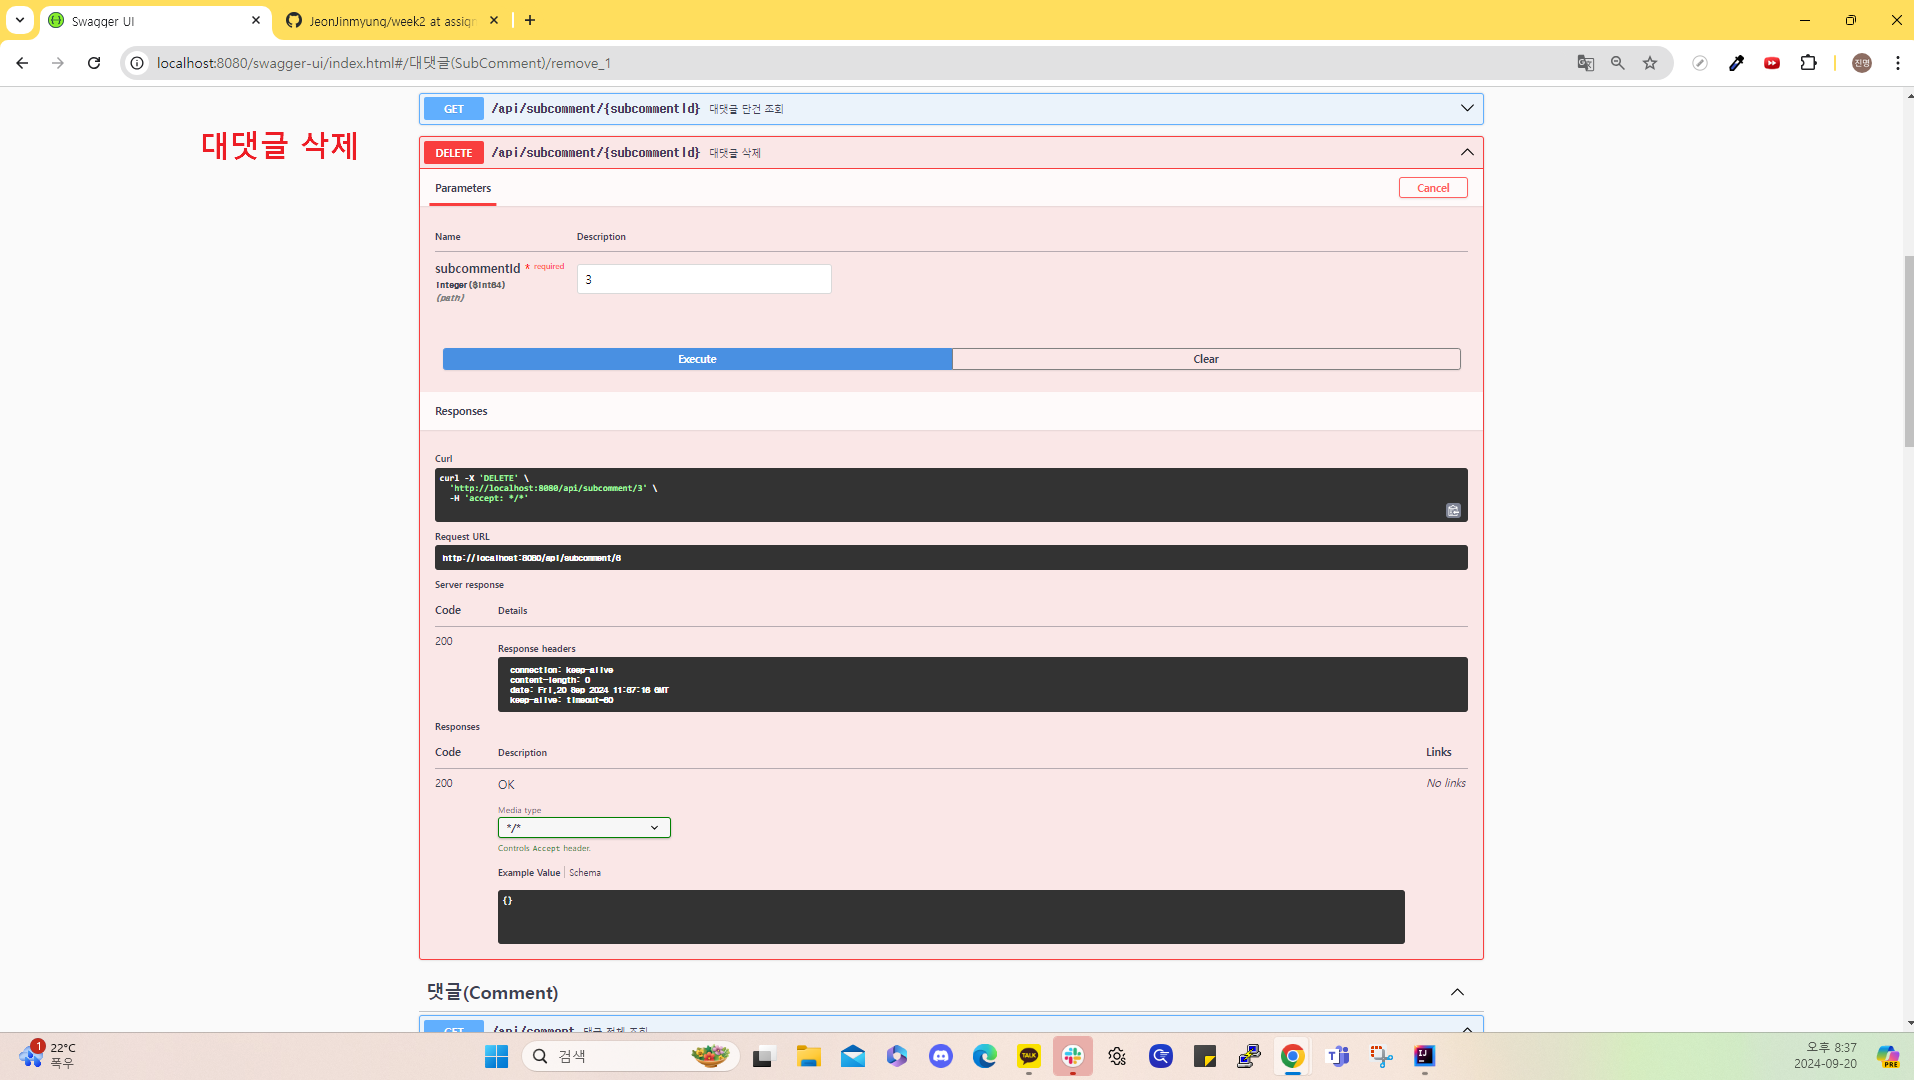 Swagger UI
JeonJinmyung/week2 at assign
localhost:8080/swagger-ui/index.html#/대댓글(SubComment)/remove_1
진명
GET /api/subcomment/{subcommentId} 대댓글 단건 조회
대댓글 삭제
DELETE /api/subcomment/{subcommentId} 대댓글 삭제
Parameters
Cancel
Name Description
subcommentId * required
integer($int64)
(path)
3
Execute Clear
Responses
Curl
curl -X 'DELETE' \
'http://localhost:8080/api/subcomment/3' \
-H 'accept: */*'
Request URL
http://localhost:8080/api/subcomment/
Server response
Code Details
200
Response headers
connection: keep-alive
content-length: 0
date: Fri,20 Sep 2024 11: GMT
keep-alive: timeout=60
Responses
Code Description Links
200 OK No links
Media type
*/*
Controls Accept header.
Example Value Schema
{}
댓글(Comment)
GET /api/comment 댓글 전체 조회
1
22°C
폭우
검색
TALK
IJ
오후 8:37
2024-09-20
PRE